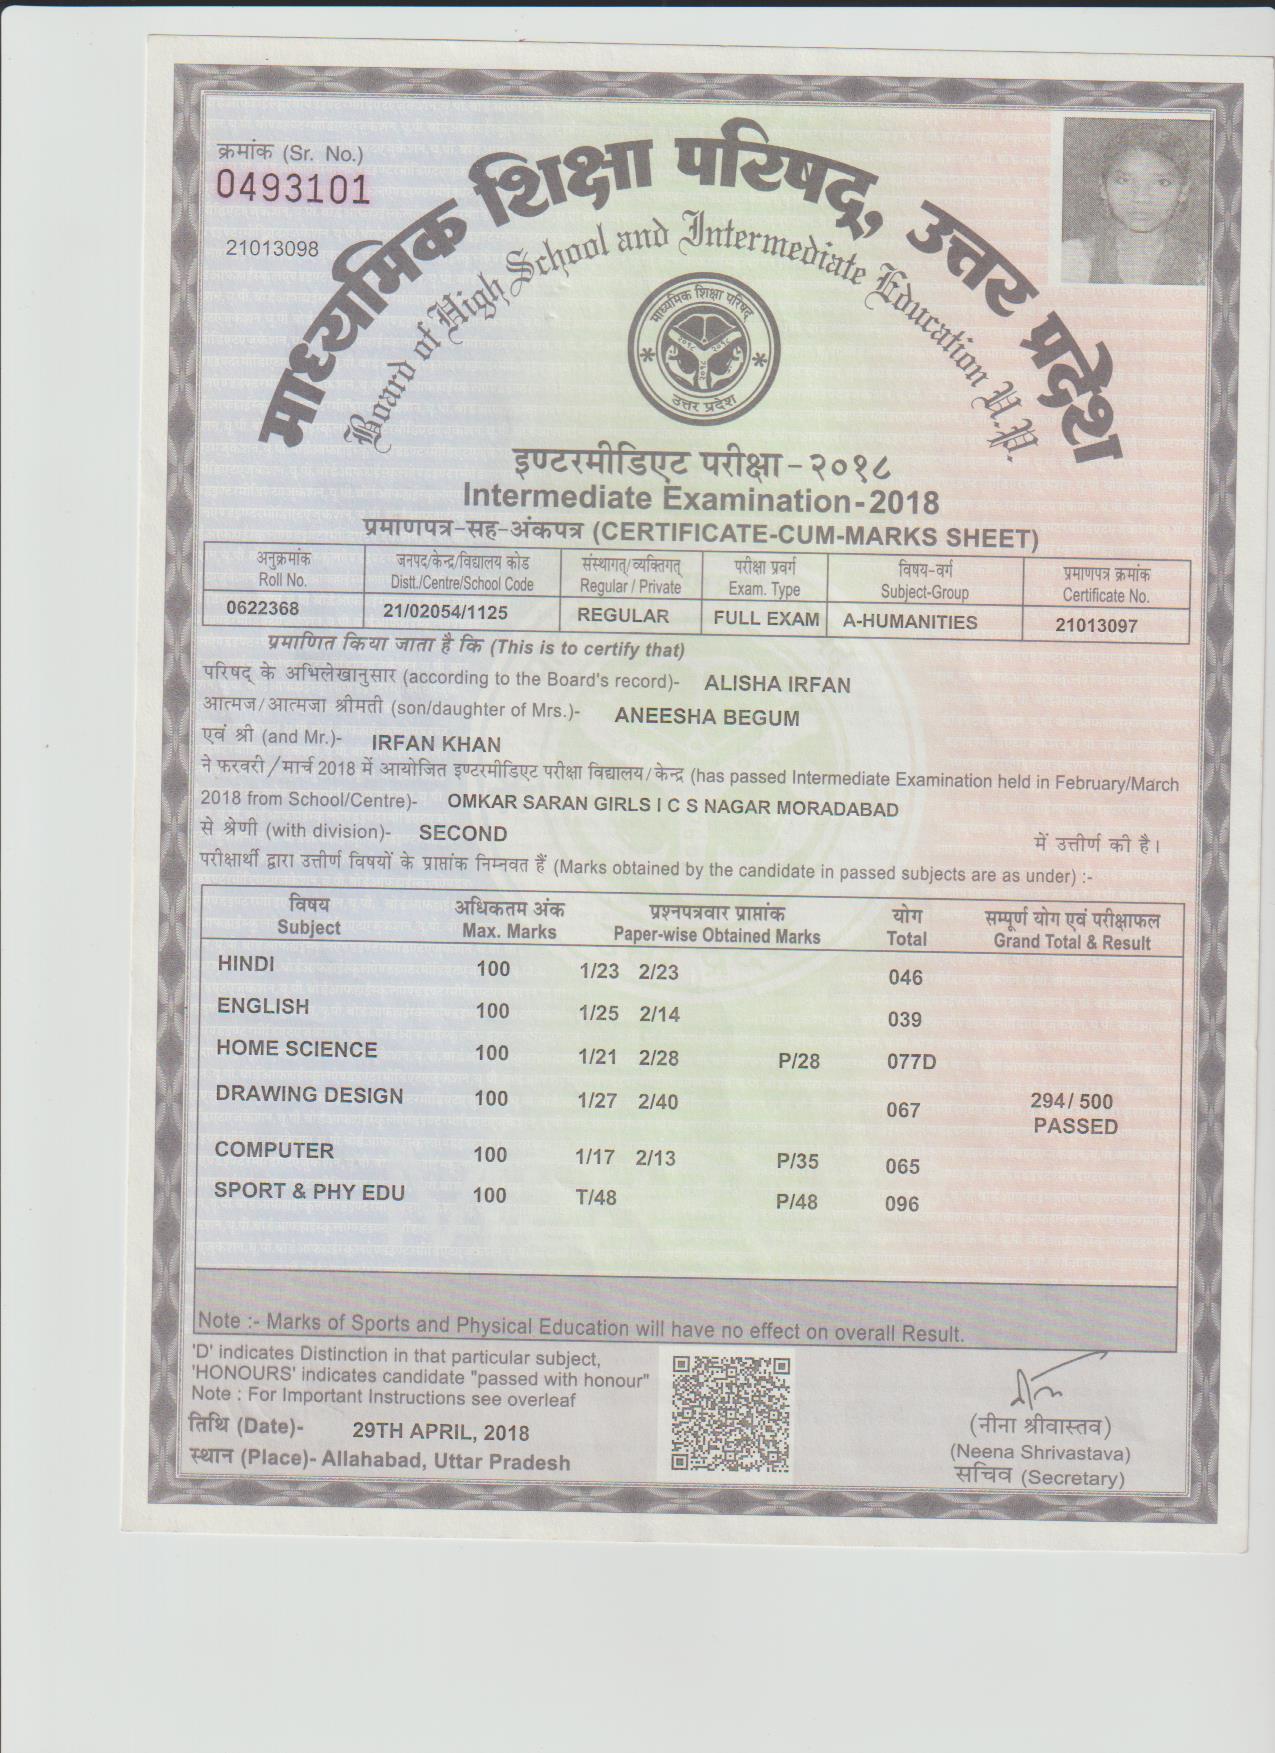 क्रमांक (Sr. No.)
0493101
21013098
माध्यमिक शिक्षा परिषद्, उत्तर प्रदेश
Board of High School and Intermediate Education U.P.
माध्यमिक शिक्षा परिषद्
२०१८ २०१८
२०१८
उत्तर प्रदेश
इण्टरमीडिएट परीक्षा - २०१८
Intermediate Examination - 2018
प्रमाणपत्र-सह-अंकपत्र (CERTIFICATE-CUM-MARKS SHEET)
अनुक्रमांक जनपद/केन्द्र/विद्यालय कोड संस्थागत्/व्यक्तिगत् परीक्षा प्रवर्ग विषय-वर्ग प्रमाणपत्र क्रमांक
Roll No. Distt./Centre/School Code Regular / Private Exam. Type Subject-Group Certificate No.
0622368 21/02054/1125 REGULAR FULL EXAM A-HUMANITIES 21013097
प्रमाणित किया जाता है कि (This is to certify that)
परिषद् के अभिलेखानुसार (according to the Board's record)- ALISHA IRFAN
आत्मज/आत्मजा श्रीमती (son/daughter of Mrs.)- ANEESHA BEGUM
एवं श्री (and Mr.)- IRFAN KHAN
ने फरवरी/मार्च 2018 में आयोजित इण्टरमीडिएट परीक्षा विद्यालय/केन्द्र (has passed Intermediate Examination held in February/March
2018 from School/Centre)- OMKAR SARAN GIRLS I C S NAGAR MORADABAD
से श्रेणी (with division)- SECOND में उत्तीर्ण की है।
परीक्षार्थी द्वारा उत्तीर्ण विषयों के प्राप्तांक निम्नवत हैं (Marks obtained by the candidate in passed subjects are as under) :-
विषय अधिकतम अंक प्रश्नपत्रवार प्राप्तांक योग सम्पूर्ण योग एवं परीक्षाफल
Subject Max. Marks Paper-wise Obtained Marks Total Grand Total & Result
HINDI 100 1/23 2/23 046
ENGLISH 100 1/25 2/14 039
HOME SCIENCE 100 1/21 2/28 P/28 077D
DRAWING DESIGN 100 1/27 2/40 067 294/ 500
PASSED
COMPUTER 100 1/17 2/13 P/35 065
SPORT & PHY EDU 100 T/48 P/48 096
Note :- Marks of Sports and Physical Education will have no effect on overall Result.
'D' indicates Distinction in that particular subject,
'HONOURS' indicates candidate "passed with honour"
Note : For Important Instructions see overleaf
तिथि (Date)- 29TH APRIL, 2018
स्थान (Place)- Allahabad, Uttar Pradesh
(नीना श्रीवास्तव)
(Neena Shrivastava)
सचिव (Secretary)